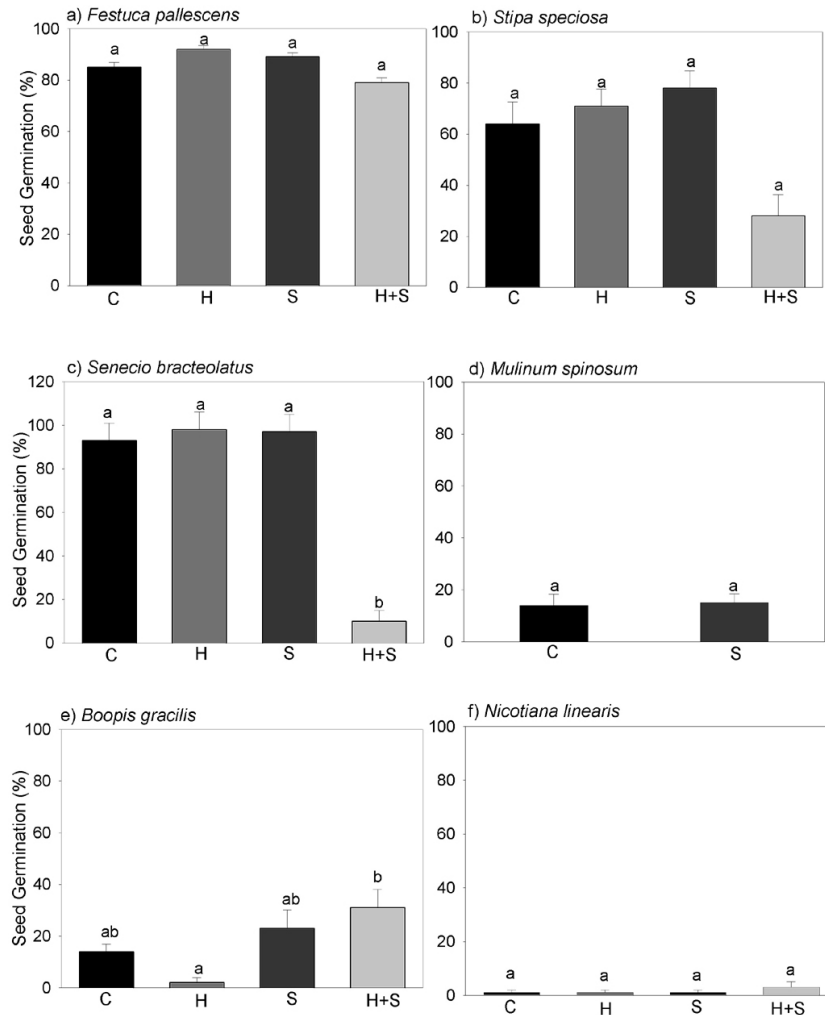 a) Festuca pallescens
100
80
60
40
20
0
Seed Germination (%)
a a a a
C H S H+S
b) Stipa speciosa
100
80
60
40
20
0
a a a a
C H S H+S
c) Senecio bracteolatus
120
100
80
60
40
20
0
Seed Germination (%)
a a a b
C H S H+S
d) Mulinum spinosum
100
80
60
40
20
0
a a
C S
e) Boopis gracilis
100
80
60
40
20
0
Seed Germination (%)
ab a ab b
C H S H+S
f) Nicotiana linearis
100
80
60
40
20
0
a a a a
C H S H+S